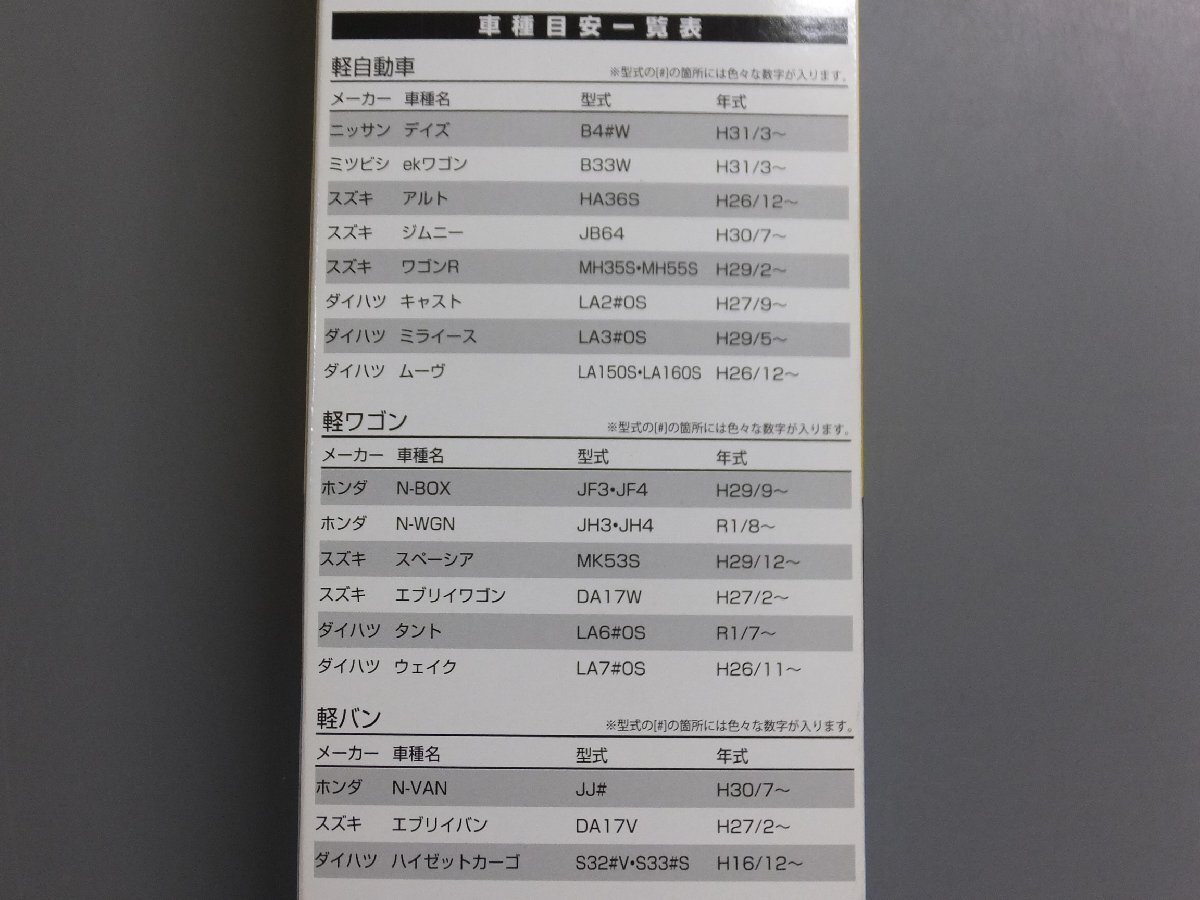 車種目安一覧表
軽自動車 ※型式の[#]の箇所には色々な数字が入ります。
メーカー 車種名 型式 年式
ニッサン デイズ B4#W H31/3～
ミツビシ ekワゴン B33W H31/3～
スズキ アルト HA36S H26/12～
スズキ ジムニー JB64 H30/7～
スズキ ワゴンR MH35S・MH55S H29/2～
ダイハツ キャスト LA2#0S H27/9～
ダイハツ ミライース LA3#0S H29/5～
ダイハツ ムーヴ LA150S・LA160S H26/12～
軽ワゴン ※型式の[#]の箇所には色々な数字が入ります。
メーカー 車種名 型式 年式
ホンダ N-BOX JF3・JF4 H29/9～
ホンダ N-WGN JH3・JH4 R1/8～
スズキ スペーシア MK53S H29/12～
スズキ エブリイワゴン DA17W H27/2～
ダイハツ タント LA6#0S R1/7～
ダイハツ ウェイク LA7#0S H26/11～
軽バン ※型式の[#]の箇所には色々な数字が入ります。
メーカー 車種名 型式 年式
ホンダ N-VAN JJ# H30/7～
スズキ エブリイバン DA17V H27/2～
ダイハツ ハイゼットカーゴ S32#V・S33#S H16/12～